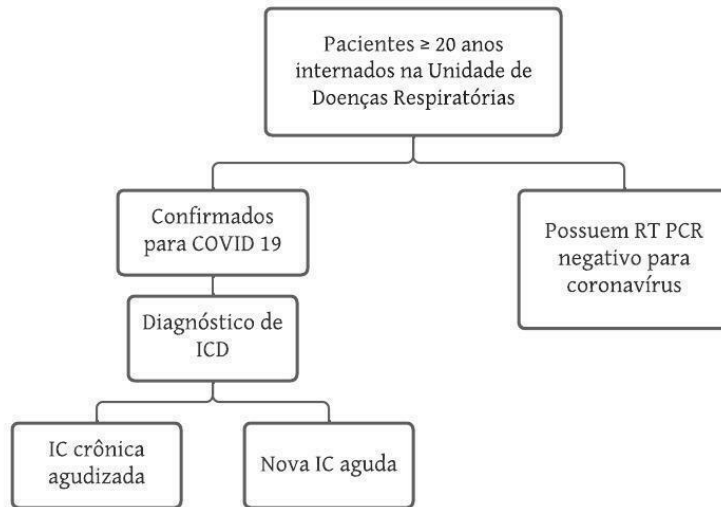 Pacientes ≥ 20 anos
internados na Unidade de
Doenças Respiratórias
Confirmados
para COVID 19
Possuem RT PCR
negativo para
coronavírus
Diagnóstico de
ICD
IC crônica
agudizada
Nova IC aguda